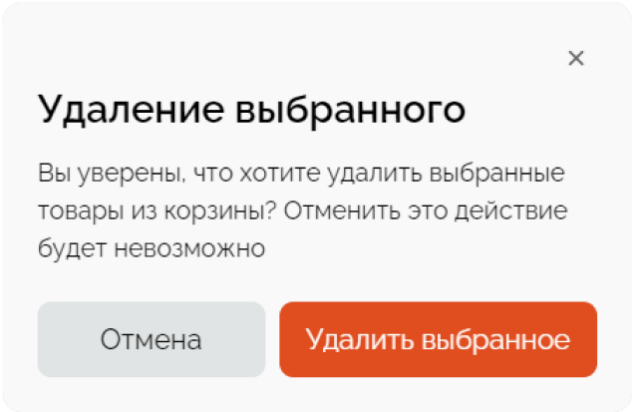 Удаление выбранного
Вы уверены, что хотите удалить выбранные
товары из корзины? Отменить это действие
будет невозможно
Отмена
Удалить выбранное